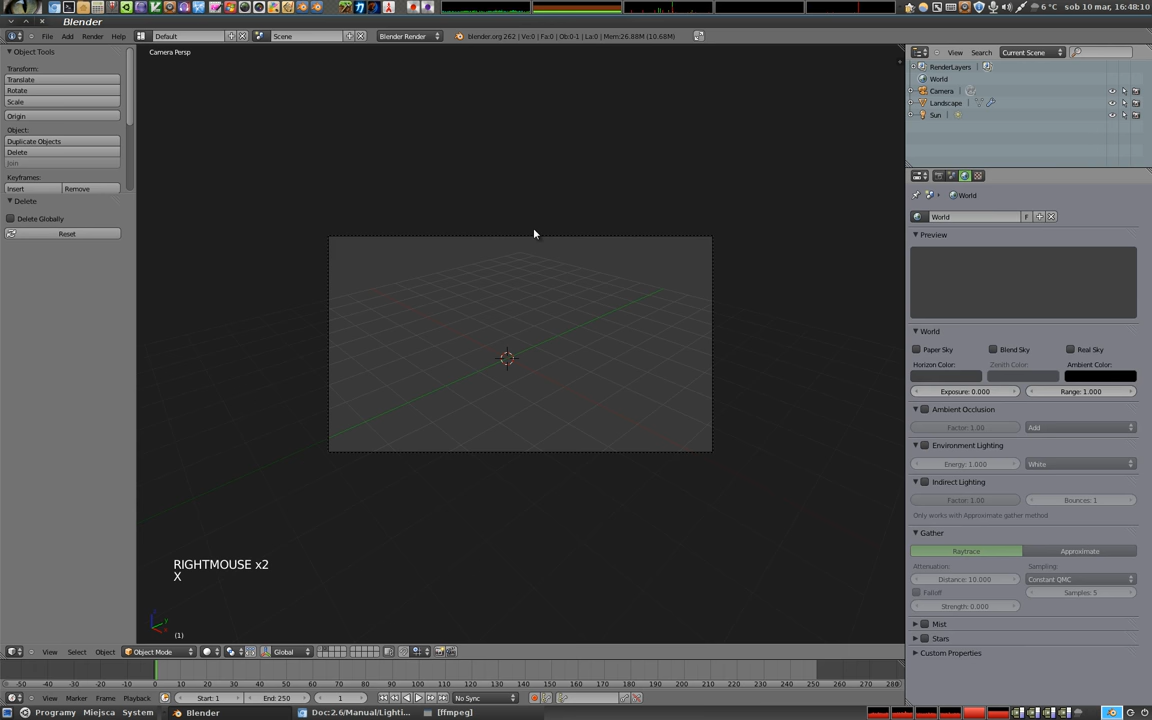 6 °C sob 10 mar, 16:48:10
Blender
File Add Render Help Default Scene Blender Render blender.org 262 | Ve:0 | Fa:0 | Ob:0-1 | La:0 | Mem:26.88M (10.68M)
Object Tools
Transform:
Translate
Rotate
Scale
Origin
Object:
Duplicate Objects
Delete
Join
Keyframes:
Insert Remove
Delete
Delete Globally
Reset
Camera Persp
RIGHTMOUSE x2
X
(1)
View Select Object Object Mode Global
View Search Current Scene
RenderLayers
World
Camera
Landscape
Sun
World
World F
Preview
World
Paper Sky Blend Sky Real Sky
Horizon Color: Zenith Color: Ambient Color:
Exposure: 0.000 Range: 1.000
Ambient Occlusion
Factor: 1.00 Add
Environment Lighting
Energy: 1.000 White
Indirect Lighting
Factor: 1.00 Bounces: 1
Only works with Approximate gather method
Gather
Raytrace Approximate
Attenuation: Sampling:
Distance: 10.000 Constant QMC
Falloff Samples: 5
Strength: 0.000
Mist
Stars
Custom Properties
-50 -40 -30 -20 -10 0 10 20 30 40 50 60 70 80 90 100 110 120 130 140 150 160 170 180 190 200 210 220 230 240 250 260 270 280
View Marker Frame Playback Start: 1 End: 250 1 No Sync
Programy Miejsca System Blender Doc:2.6/Manual/Lighti... [ffmpeg]